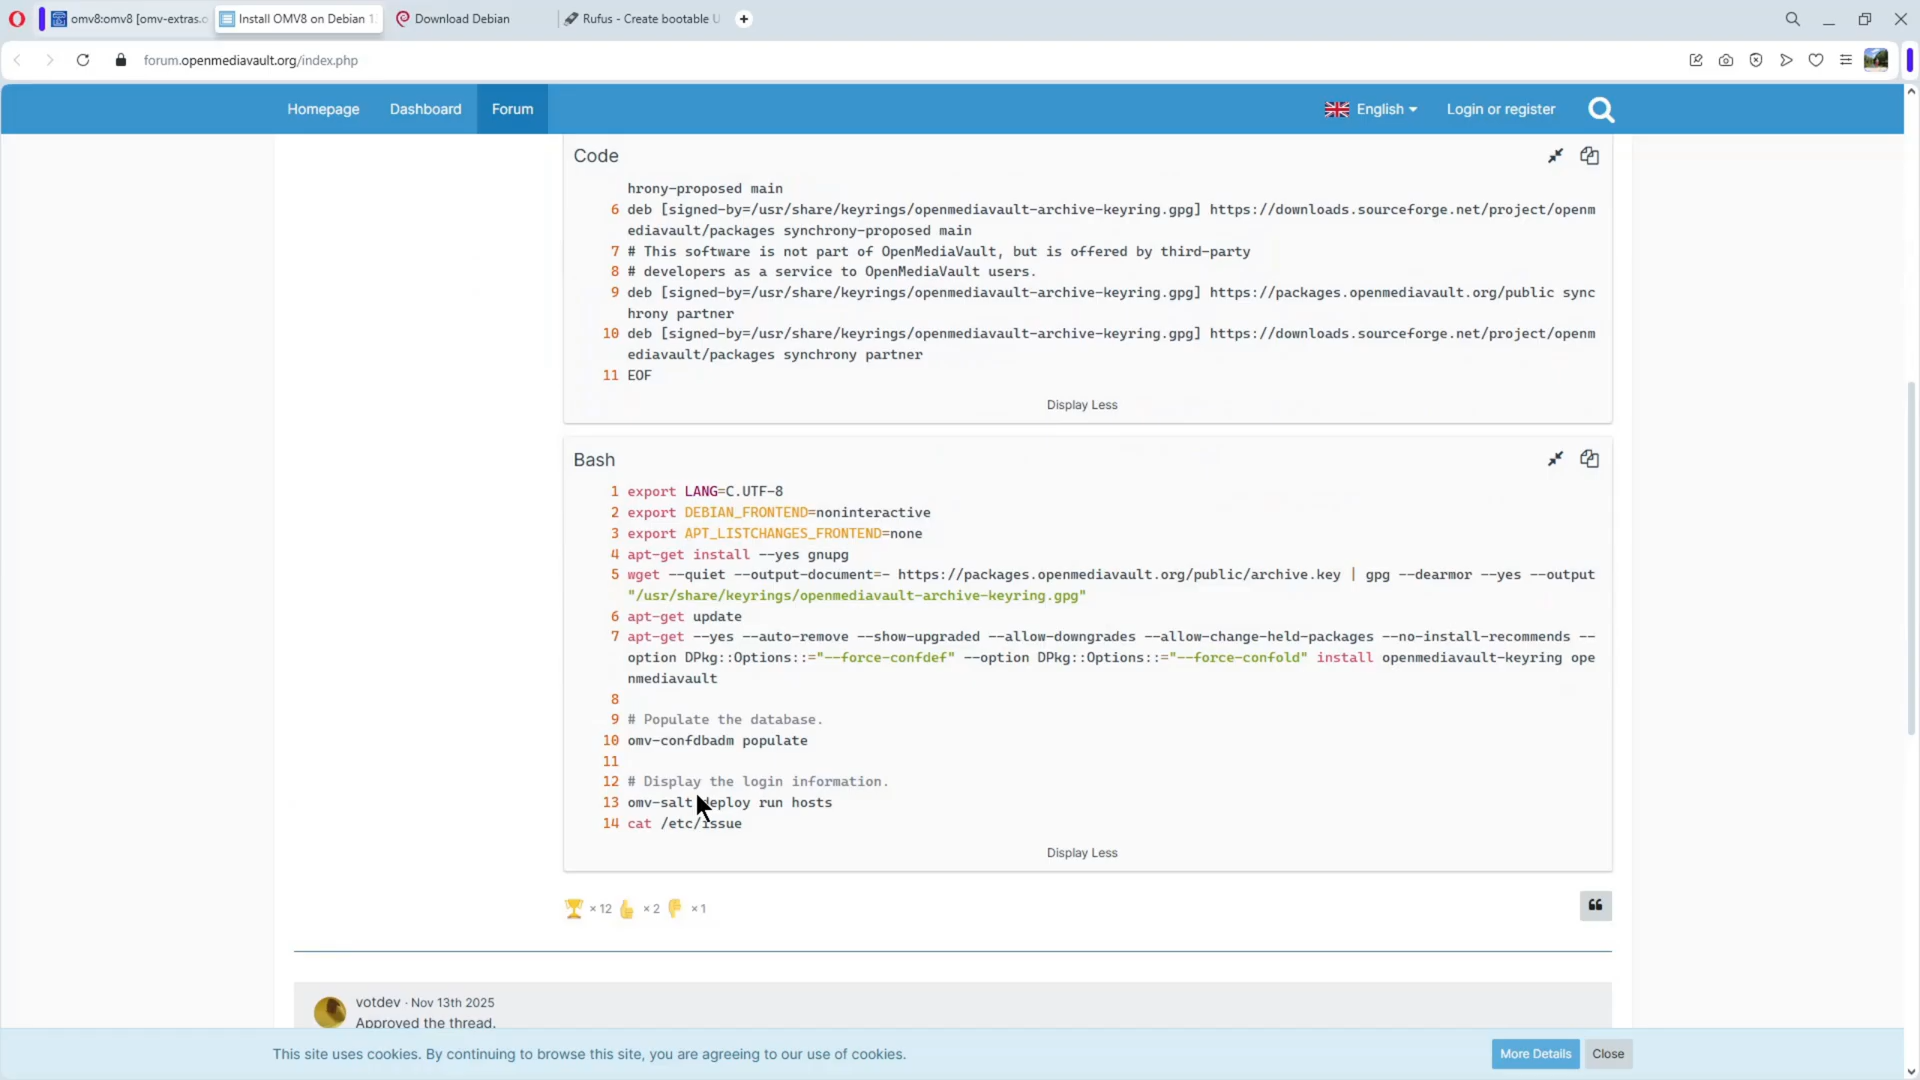 omv8:omv8 [omv-extras.o
Install OMV8 on Debian 1
Download Debian
Rufus - Create bootable U
forum.openmediavault.org/index.php
Homepage
Dashboard
Forum
English
Login or register
Code
hrony-proposed main
6 deb [signed-by=/usr/share/keyrings/openmediavault-archive-keyring.gpg] https://downloads.sourceforge.net/project/openm
ediavault/packages synchrony-proposed main
7 # This software is not part of OpenMediaVault, but is offered by third-party
8 # developers as a service to OpenMediaVault users.
9 deb [signed-by=/usr/share/keyrings/openmediavault-archive-keyring.gpg] https://packages.openmediavault.org/public sync
hrony partner
10 deb [signed-by=/usr/share/keyrings/openmediavault-archive-keyring.gpg] https://downloads.sourceforge.net/project/openm
ediavault/packages synchrony partner
11 EOF
Display Less
Bash
1 export LANG=C.UTF-8
2 export DEBIAN_FRONTEND=noninteractive
3 export APT_LISTCHANGES_FRONTEND=none
4 apt-get install --yes gnupg
5 wget --quiet --output-document=- https://packages.openmediavault.org/public/archive.key | gpg --dearmor --yes --output
"/usr/share/keyrings/openmediavault-archive-keyring.gpg"
6 apt-get update
7 apt-get --yes --auto-remove --show-upgraded --allow-downgrades --allow-change-held-packages --no-install-recommends --
option DPkg::Options::="--force-confdef" --option DPkg::Options::="--force-confold" install openmediavault-keyring ope
nmediavault
8
9 # Populate the database.
10 omv-confdbadm populate
11
12 # Display the login information.
13 omv-salt deploy run hosts
14 cat /etc/issue
Display Less
×12 ×2 ×1
votdev · Nov 13th 2025
Approved the thread.
This site uses cookies. By continuing to browse this site, you are agreeing to our use of cookies.
More Details
Close